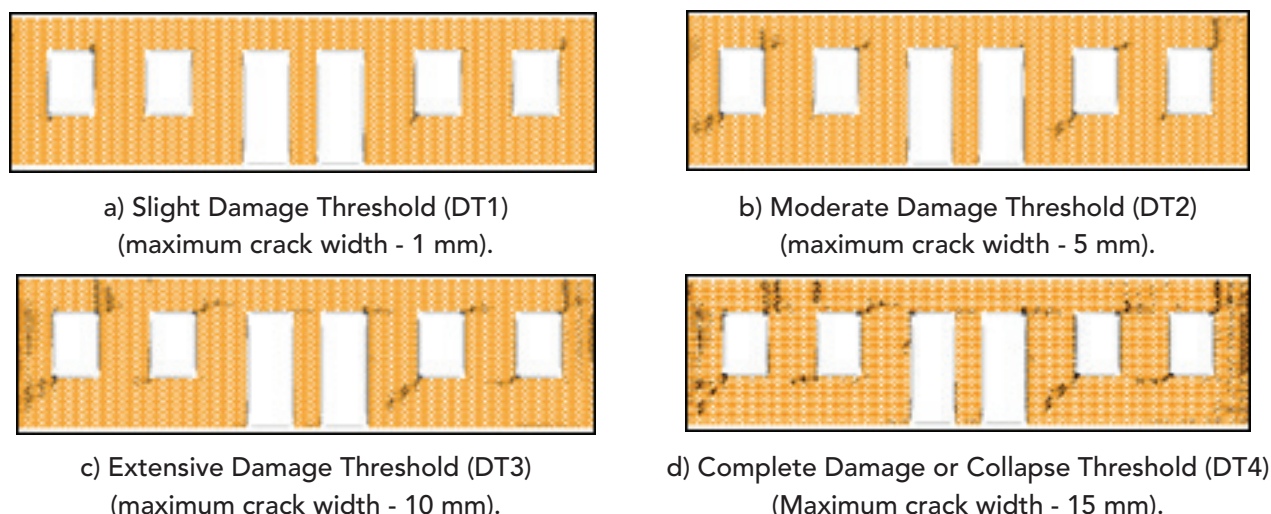 a) Slight Damage Threshold (DT1)
(maximum crack width - 1 mm).
b) Moderate Damage Threshold (DT2)
(maximum crack width - 5 mm).
c) Extensive Damage Threshold (DT3)
(maximum crack width - 10 mm).
d) Complete Damage or Collapse Threshold (DT4)
(Maximum crack width - 15 mm).